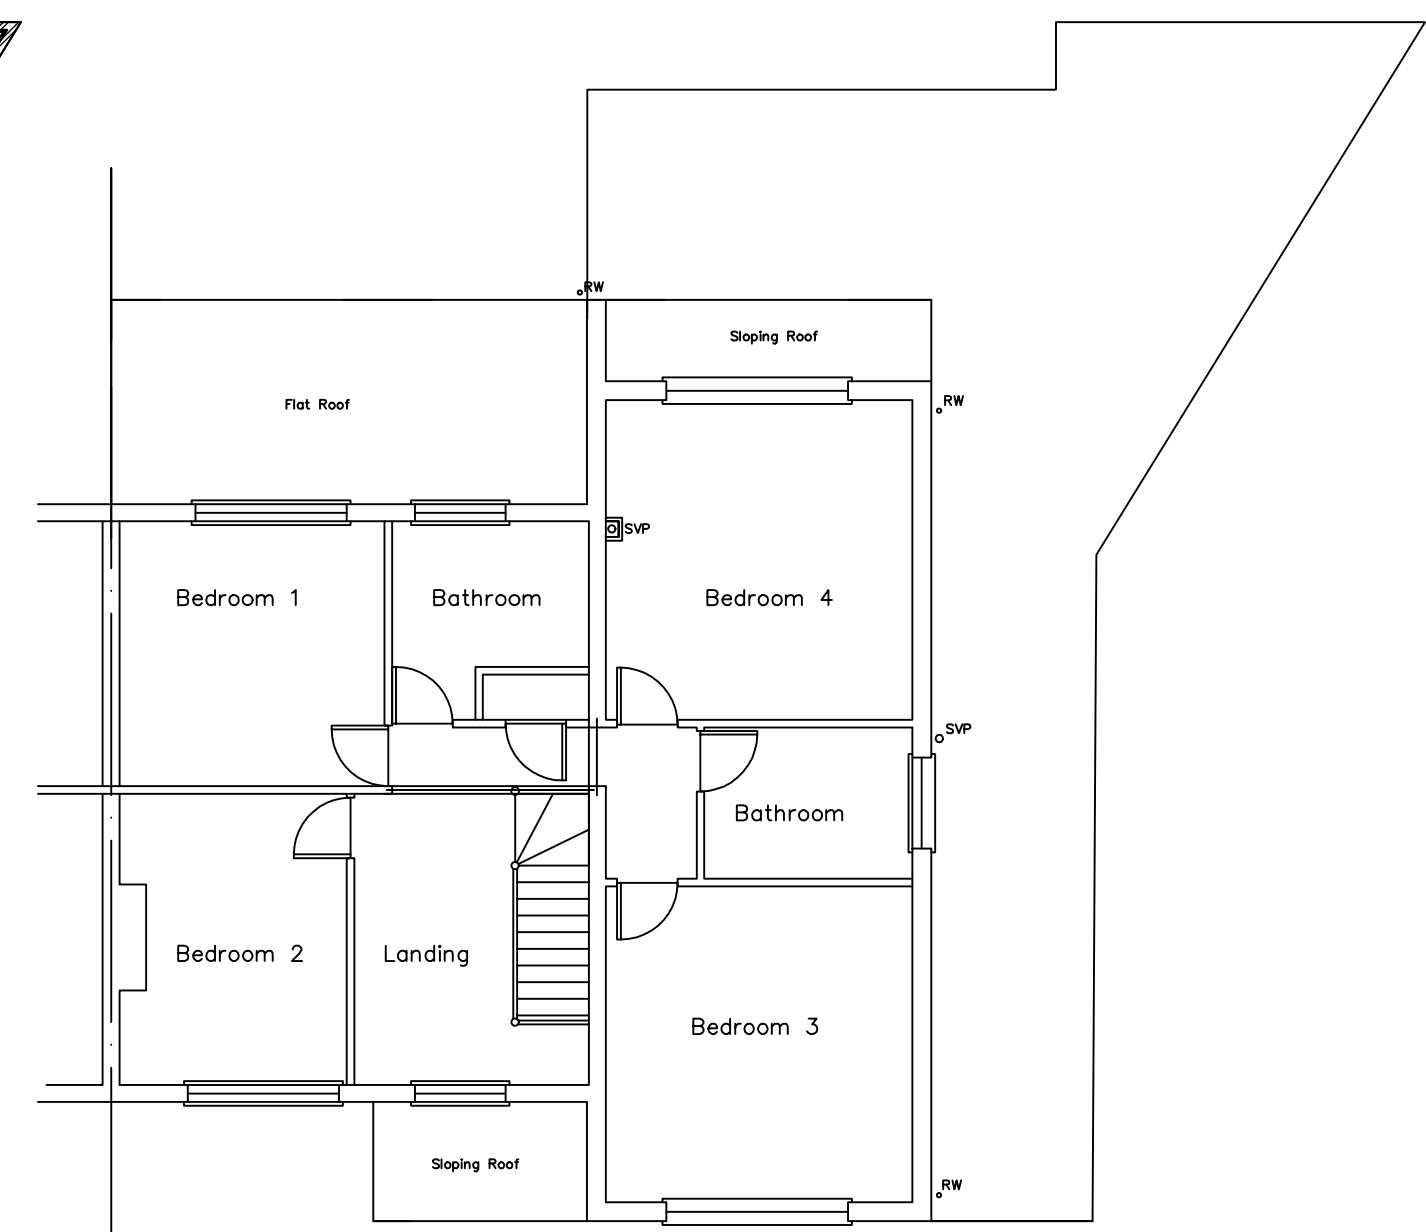 RW
Sloping Roof
Flat Roof
RW
SVP
Bedroom 1
Bathroom
Bedroom 4
SVP
Bathroom
Bedroom 2
Landing
Bedroom 3
Sloping Roof
RW